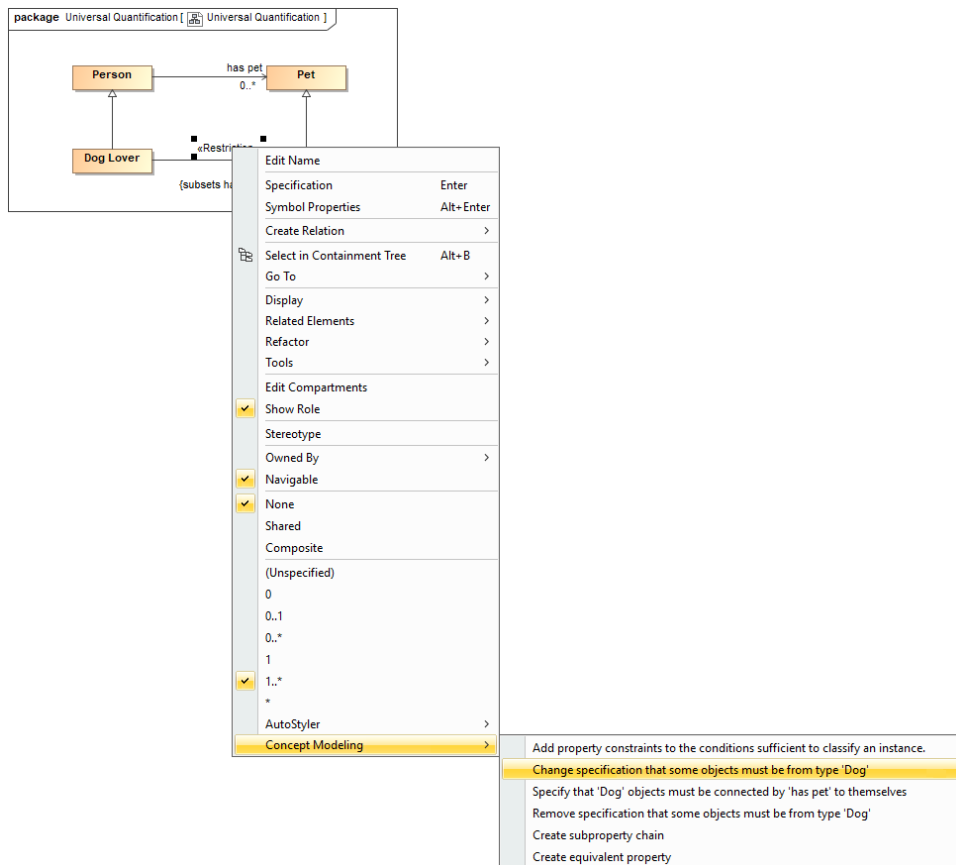 package Universal Quantification [ Universal Quantification ]
has pet
Person
Pet
0..*
Dog Lover
«Restriction
{subsets ha
Edit Name
Specification Enter
Symbol Properties Alt+Enter
Create Relation >
Select in Containment Tree Alt+B
Go To >
Display >
Related Elements >
Refactor >
Tools >
Edit Compartments
Show Role
Stereotype
Owned By >
Navigable
None
Shared
Composite
(Unspecified)
0
0..1
0..*
1
1..*
*
AutoStyler >
Concept Modeling >
Add property constraints to the conditions sufficient to classify an instance.
Change specification that some objects must be from type 'Dog'
Specify that 'Dog' objects must be connected by 'has pet' to themselves
Remove specification that some objects must be from type 'Dog'
Create subproperty chain
Create equivalent property